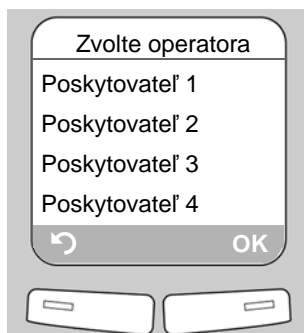 Zvolte operatora
Poskytovateľ 1
Poskytovateľ 2
Poskytovateľ 3
Poskytovateľ 4
OK